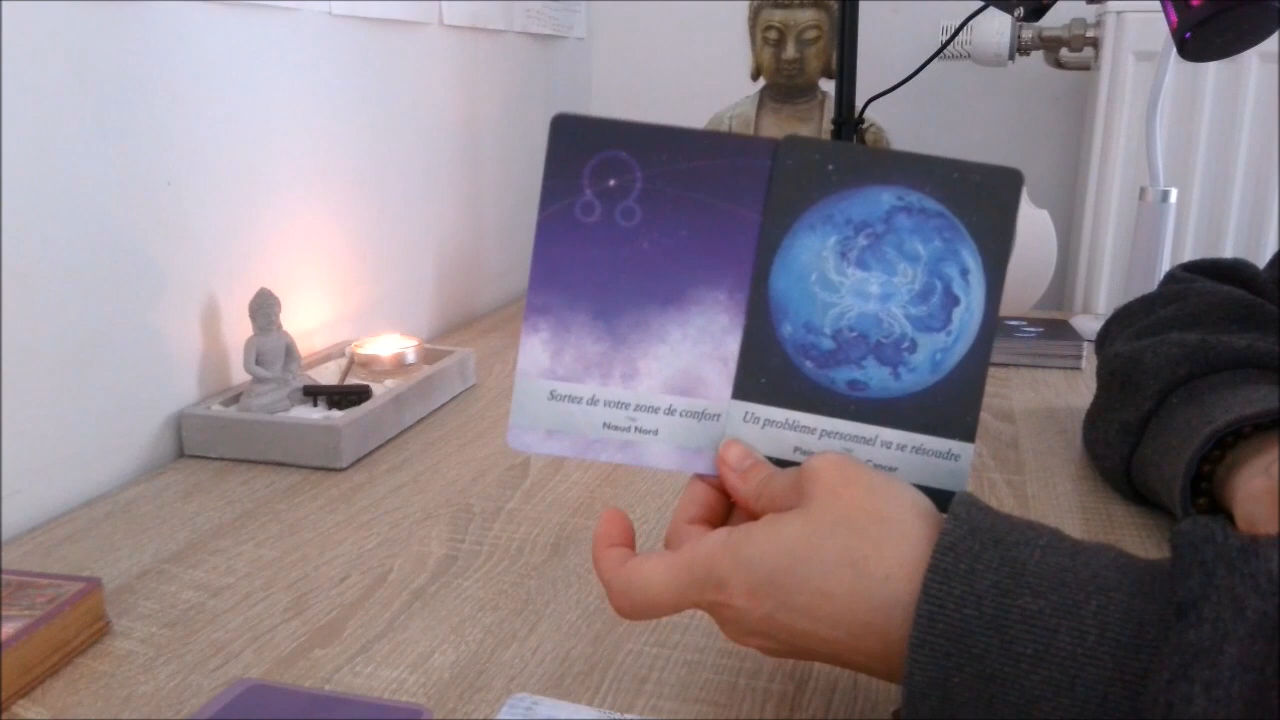 Sortez de votre zone de confort
Nœud Nord
Un problème personnel va se résoudre
Cancer